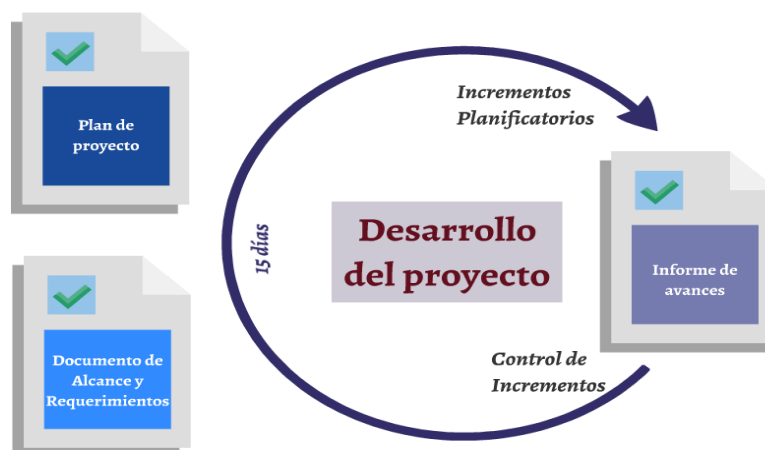 Plan de
proyecto
Documento de
Alcance y
Requerimientos
15 días
Incrementos
Planificatorios
Desarrollo
del proyecto
Control de
Incrementos
Informe de
avances